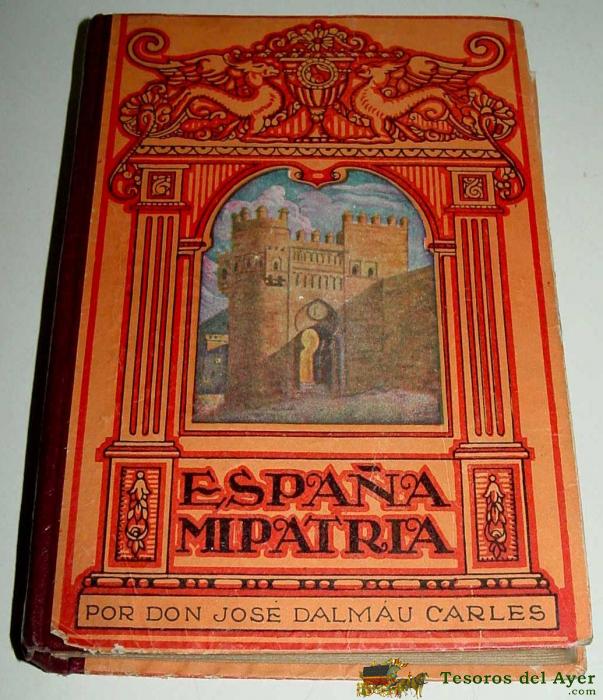 ESPAÑA
MI PATRIA
POR DON JOSÉ DALMÁU CARLES
Tesoros del Ayer
.com